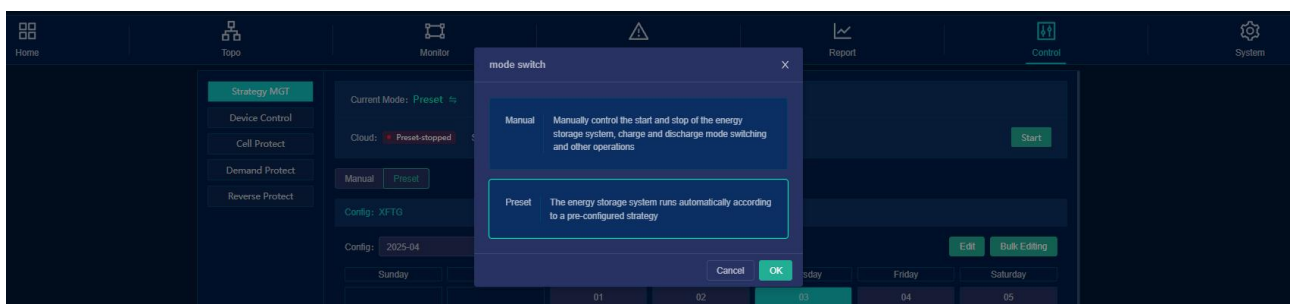 Home
Topo
Monitor
Report
Control
System
Strategy MGT
Device Control
Cell Protect
Demand Protect
Reverse Protect
Current Mode: Preset
Cloud: Preset-stopped
Start
Manual Preset
Config: XFTG
Config: 2025-04
Edit Bulk Editing
Sunday
Friday
Saturday
01 02 03 04 05
mode switch X
Manual
Manually control the start and stop of the energy
storage system, charge and discharge mode switching
and other operations
Preset
The energy storage system runs automatically according
to a pre-configured strategy
Cancel OK